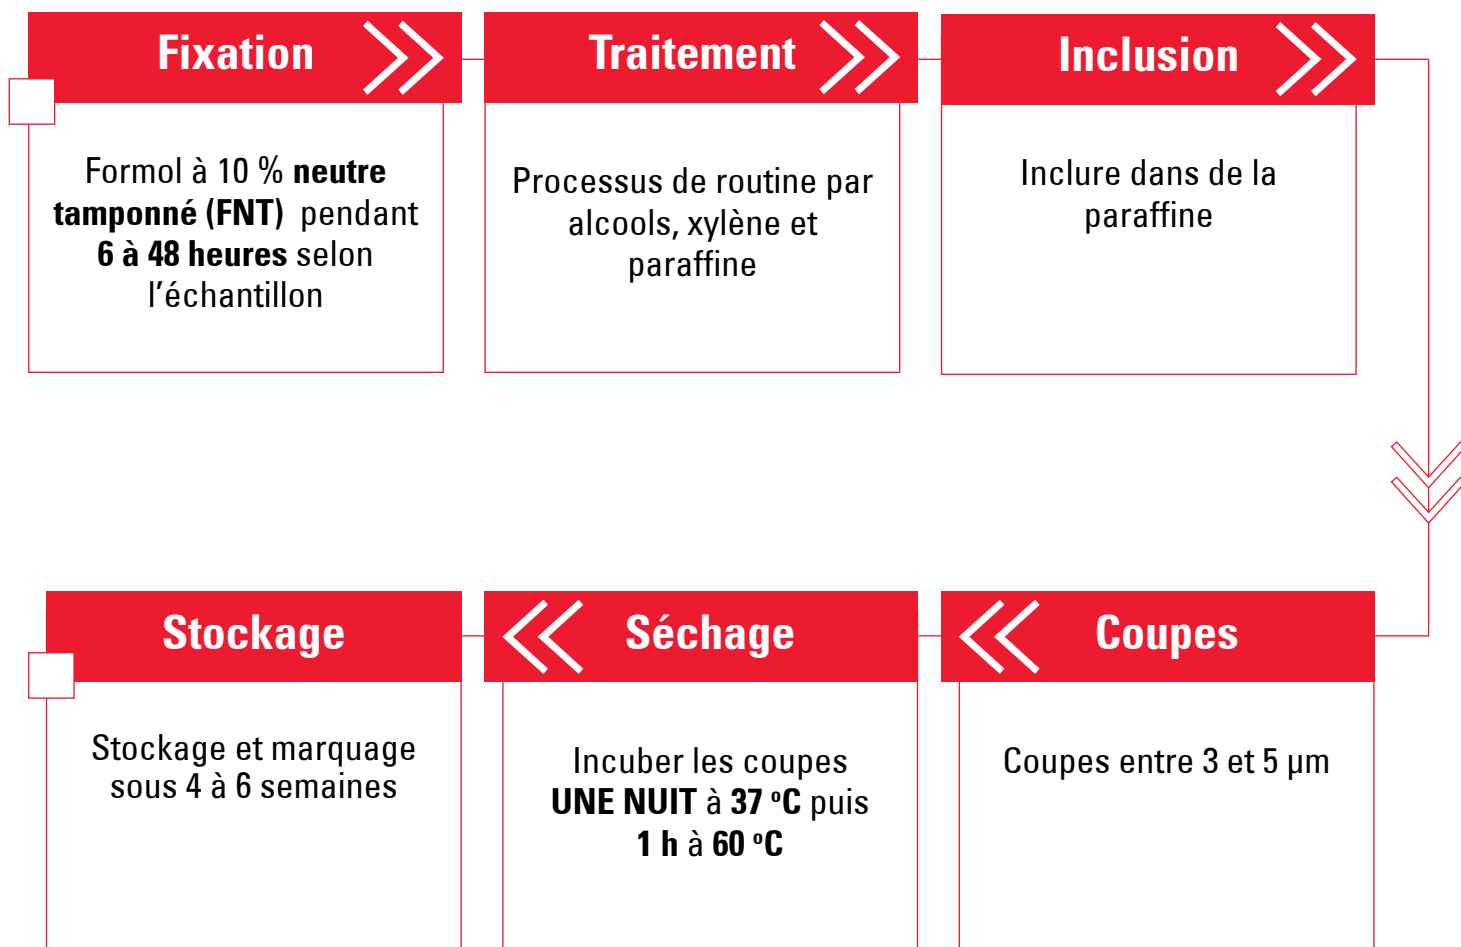 Fixation
Formol à 10 % neutre
tamponné (FNT) pendant
6 à 48 heures selon
l’échantillon
Traitement
Processus de routine par
alcools, xylène et
paraffine
Inclusion
Inclure dans de la
paraffine
Coupes
Coupes entre 3 et 5 µm
Séchage
Incuber les coupes
UNE NUIT à 37 ºC puis
1 h à 60 ºC
Stockage
Stockage et marquage
sous 4 à 6 semaines